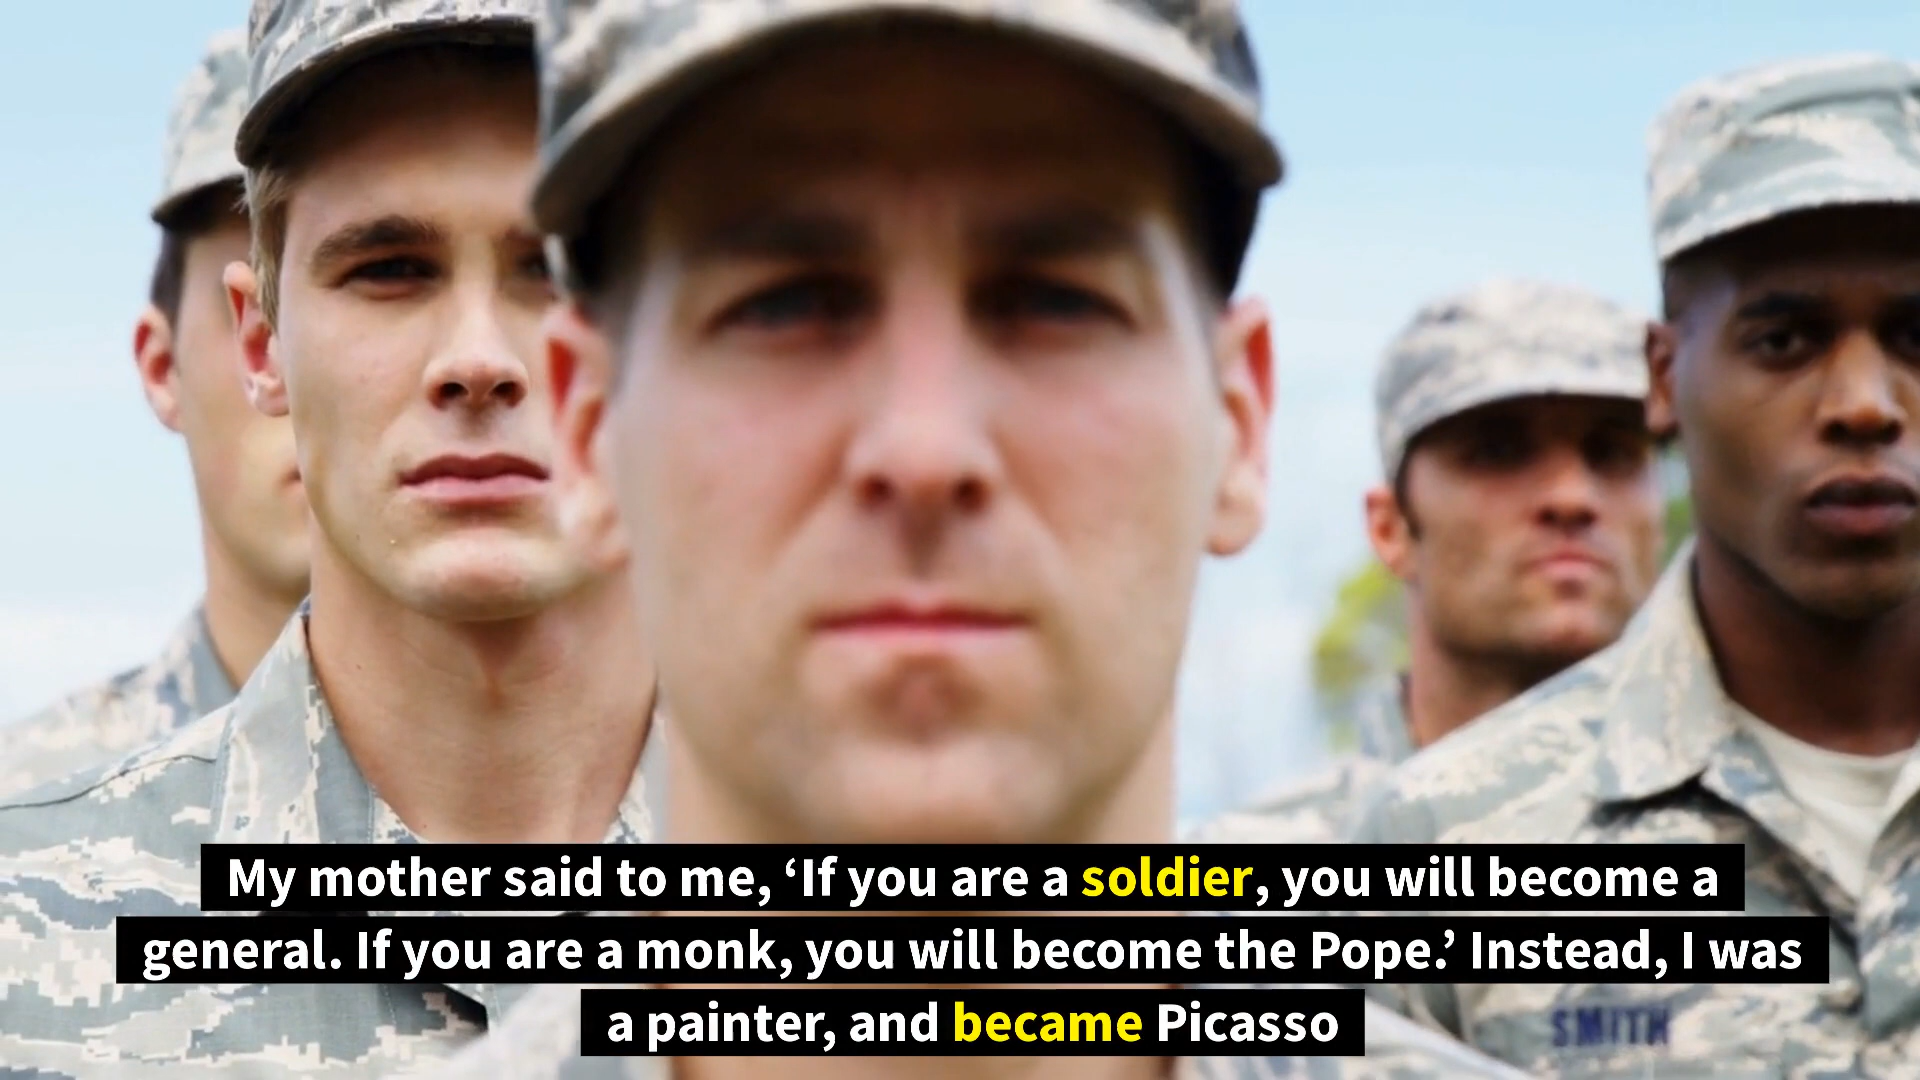 My mother said to me, ‘If you are a soldier, you will become a
general. If you are a monk, you will become the Pope.’ Instead, I was
a painter, and became Picasso
SMITH